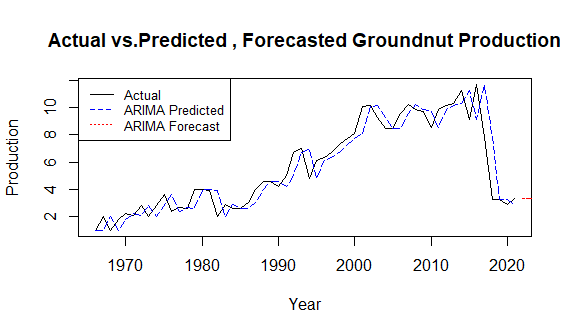 Actual vs.Predicted , Forecasted Groundnut Production
Actual
ARIMA Predicted
ARIMA Forecast
Production
10
8
6
4
2
1970 1980 1990 2000 2010 2020
Year